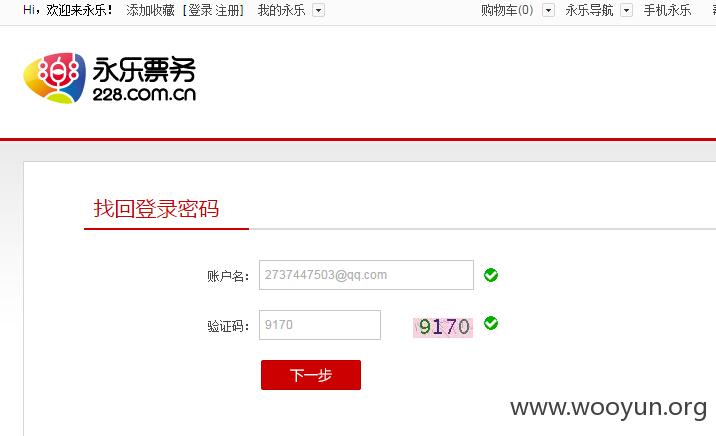 Hi，欢迎来永乐！ 添加收藏 [登录 注册] 我的永乐 购物车(0) 永乐导航 手机永乐
永乐票务
228.com.cn
找回登录密码
账户名： 2737447503@qq.com
验证码： 9170 9170
下一步
www.wooyun.org